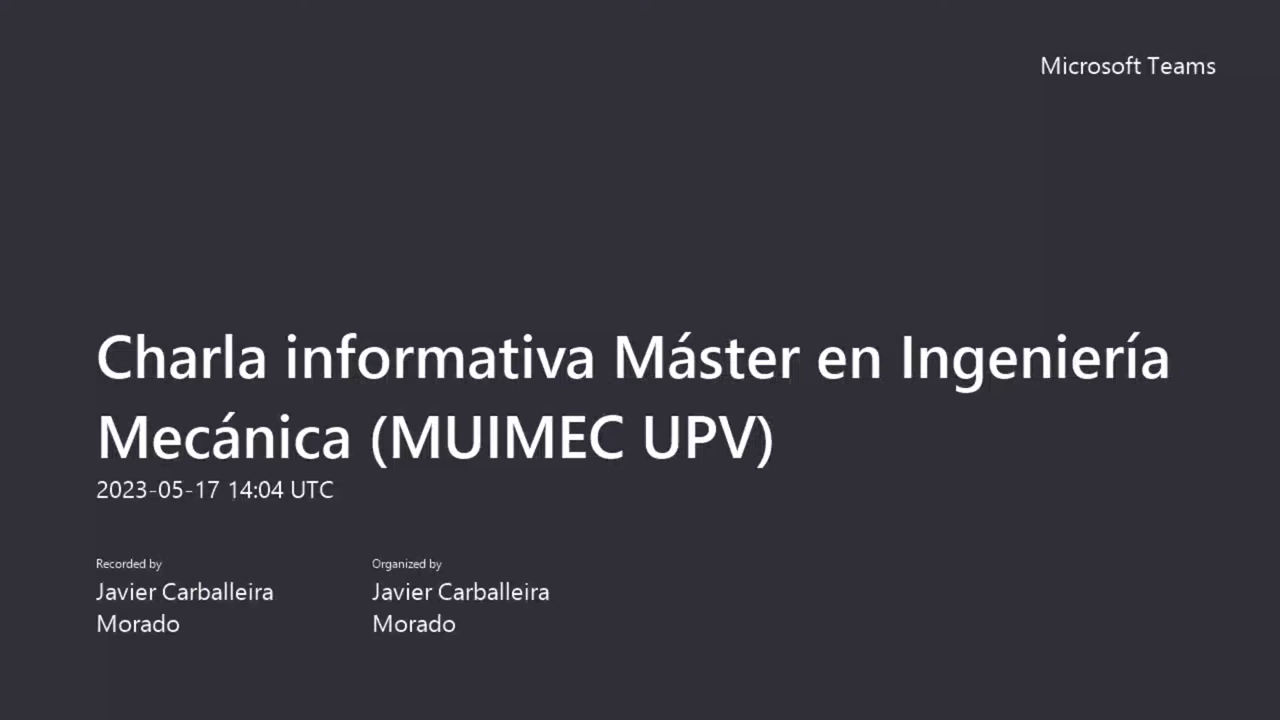 Microsoft Teams
Charla informativa Máster en Ingeniería
Mecánica (MUIMEC UPV)
2023-05-17 14:04 UTC
Recorded by
Javier Carballeira
Morado
Organized by
Javier Carballeira
Morado